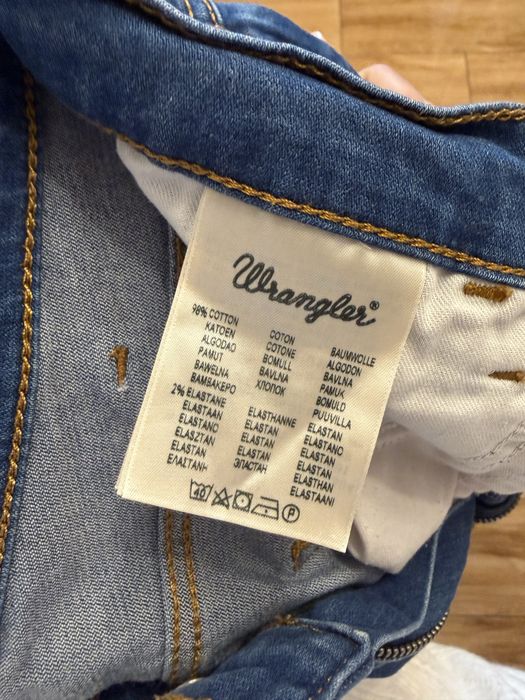 Wrangler®
98% COTTON COTON BAUMWOLLE
KATOEN COTONE ALGODON
ALGODAO BOMULL BAVLNA
PAMUT BAVLNA PAMUK
BAWELNA ХЛОПОК BOMULD
ΒΑΜΒΑΚΕΡΟ PUUVILLA
2% ELASTANE ELASTHANNE ELASTAN
ELASTAAN ELASTAN ELASTANO
ELASTANO ELASTAN ELASTAN
ELASZTAN ELASTAN ELASTAN
ELASTAN ЭЛАСТАН ELASTHAN
ΕΛΑΣΤΑΝΗ ELASTAANI
40 P